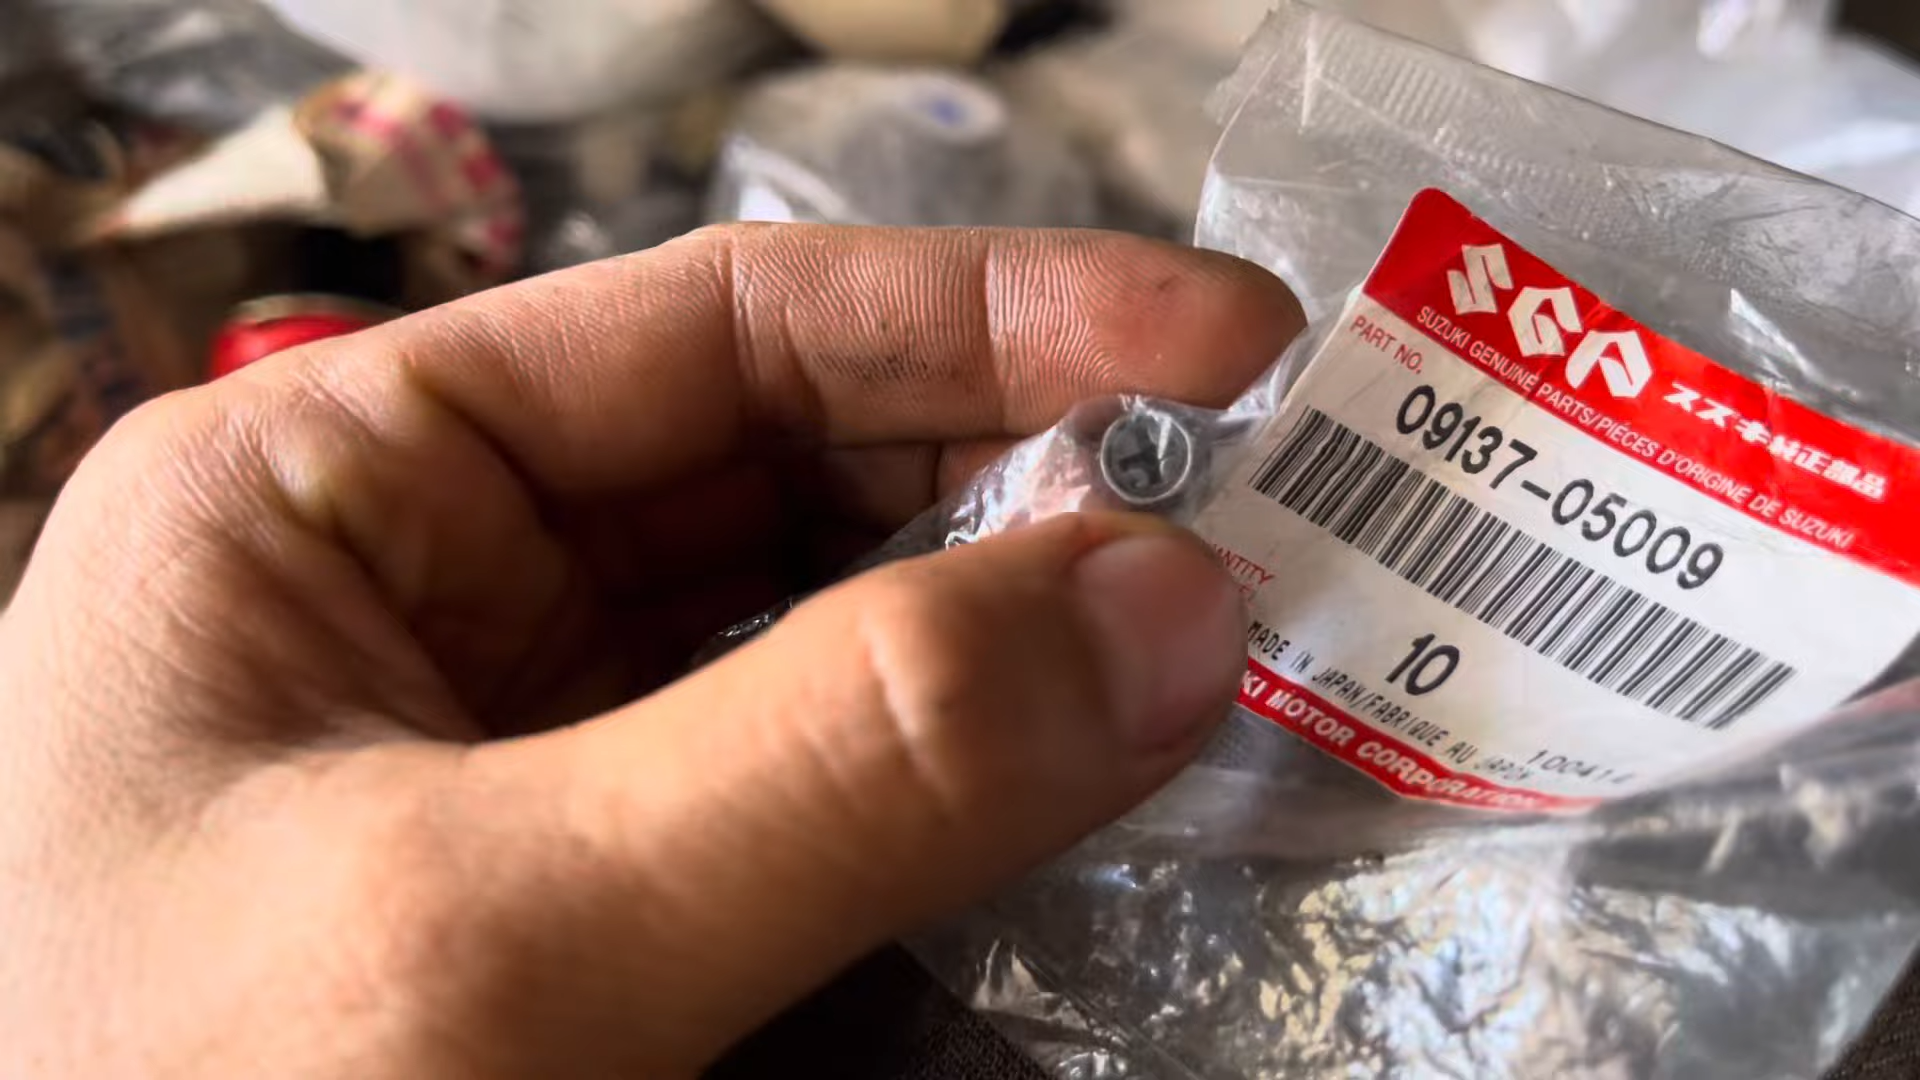 SGP スズキ純正部品
SUZUKI GENUINE PARTS/PIÈCES D'ORIGINE DE SUZUKI
PART NO.
09137-05009
10
MADE IN JAPAN/FABRIQUE AU JAPON
MOTOR CORPORATION